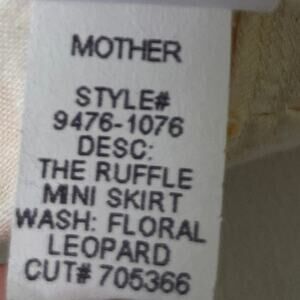 MOTHER
STYLE#
9476-1076
DESC:
THE RUFFLE
MINI SKIRT
WASH: FLORAL
LEOPARD
CUT# 705366